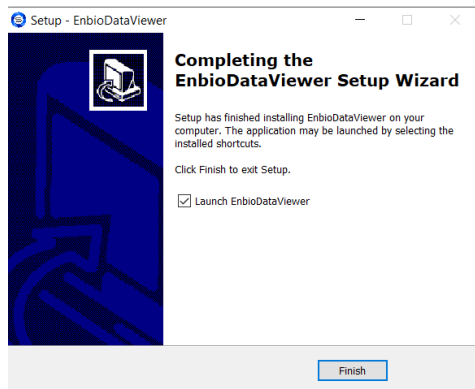 Setup - EnbioDataViewer
Completing the
EnbioDataViewer Setup Wizard
Setup has finished installing EnbioDataViewer on your
computer. The application may be launched by selecting the
installed shortcuts.
Click Finish to exit Setup.
Launch EnbioDataViewer
Finish